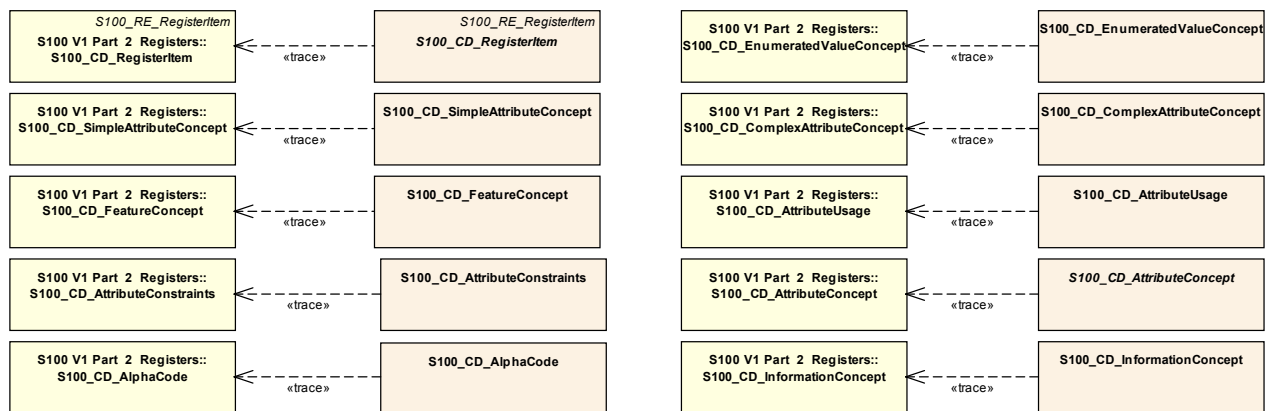 S100_RE_RegisterItem
S100 V1 Part 2 Registers::
S100_CD_RegisterItem
«trace»
S100_RE_RegisterItem
S100_CD_RegisterItem
S100 V1 Part 2 Registers::
S100_CD_EnumeratedValueConcept
«trace»
S100_CD_EnumeratedValueConcept
S100 V1 Part 2 Registers::
S100_CD_SimpleAttributeConcept
«trace»
S100_CD_SimpleAttributeConcept
S100 V1 Part 2 Registers::
S100_CD_ComplexAttributeConcept
«trace»
S100_CD_ComplexAttributeConcept
S100 V1 Part 2 Registers::
S100_CD_FeatureConcept
«trace»
S100_CD_FeatureConcept
S100 V1 Part 2 Registers::
S100_CD_AttributeUsage
«trace»
S100_CD_AttributeUsage
S100 V1 Part 2 Registers::
S100_CD_AttributeConstraints
«trace»
S100_CD_AttributeConstraints
S100 V1 Part 2 Registers::
S100_CD_AttributeConcept
«trace»
S100_CD_AttributeConcept
S100 V1 Part 2 Registers::
S100_CD_AlphaCode
«trace»
S100_CD_AlphaCode
S100 V1 Part 2 Registers::
S100_CD_InformationConcept
«trace»
S100_CD_InformationConcept